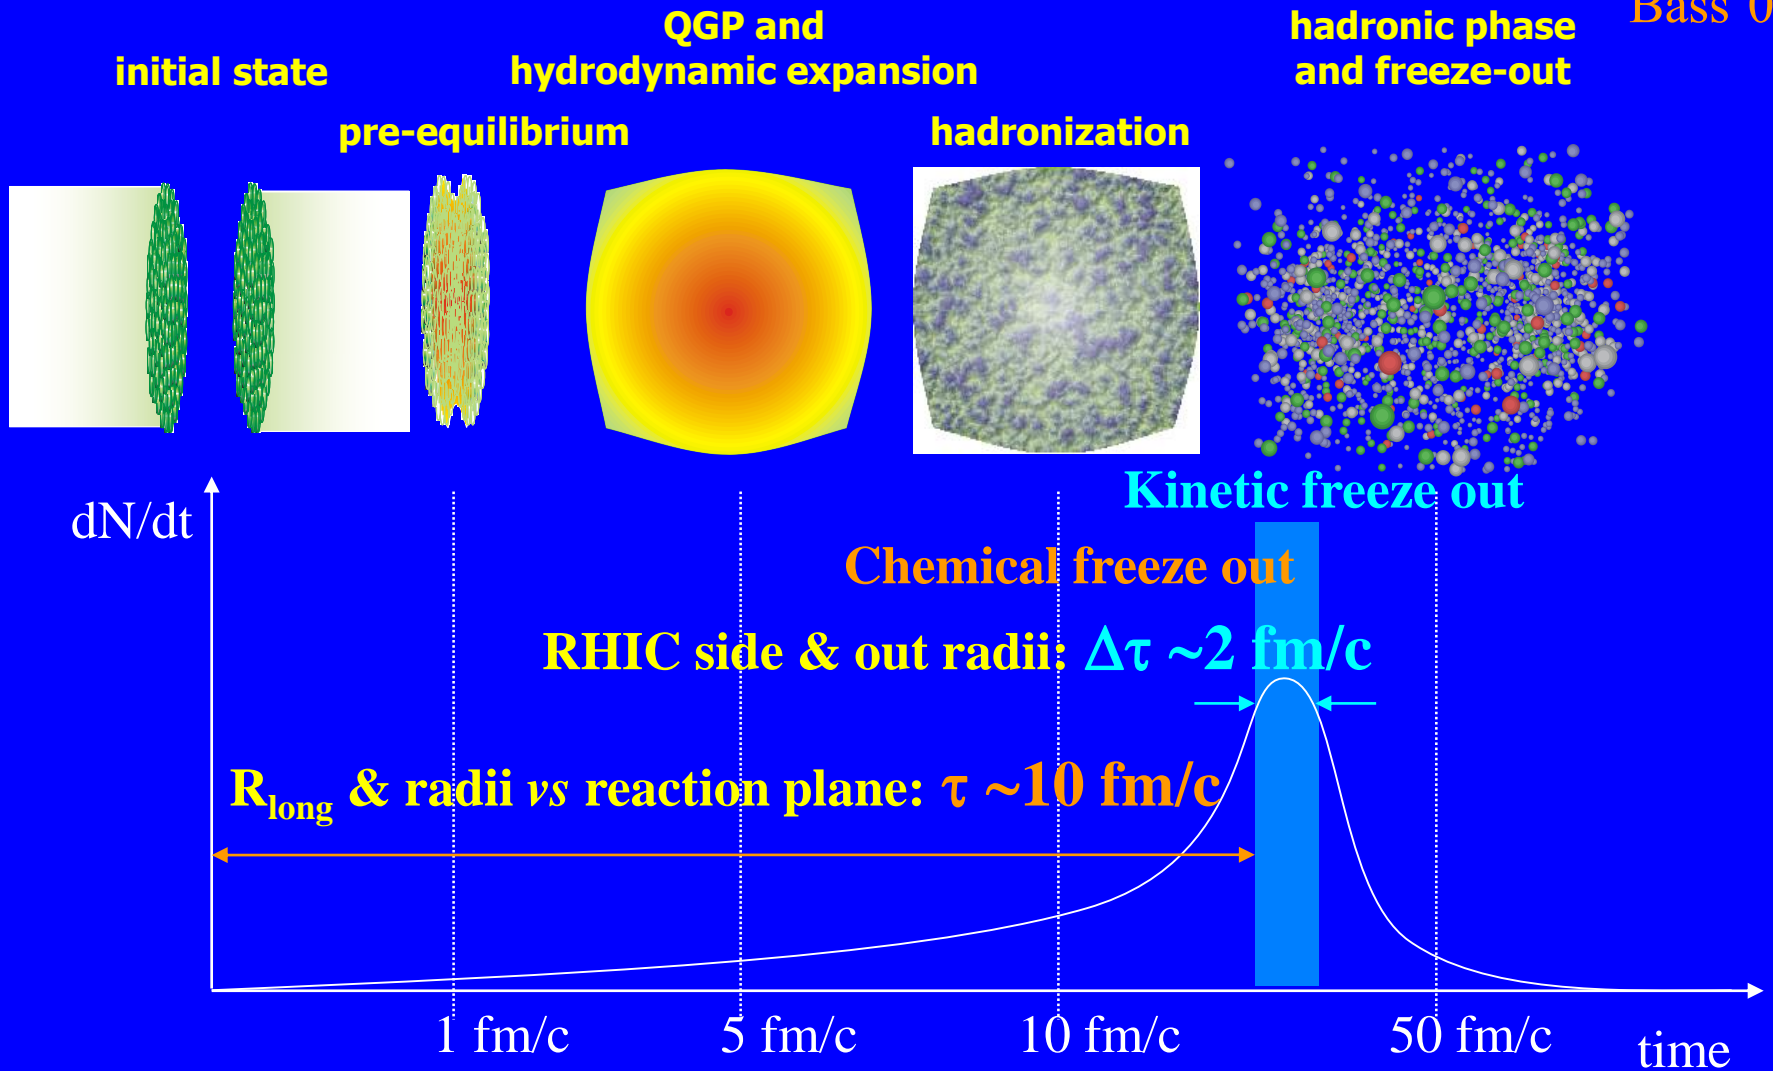 Bass
QGP and
hydrodynamic expansion
hadronic phase
and freeze-out
initial state
pre-equilibrium
hadronization
Kinetic freeze out
dN/dt
Chemical freeze out
RHIC side & out radii: Δτ ~2 fm/c
Rlong & radii vs reaction plane: τ ~10 fm/c
1 fm/c 5 fm/c 10 fm/c 50 fm/c
time